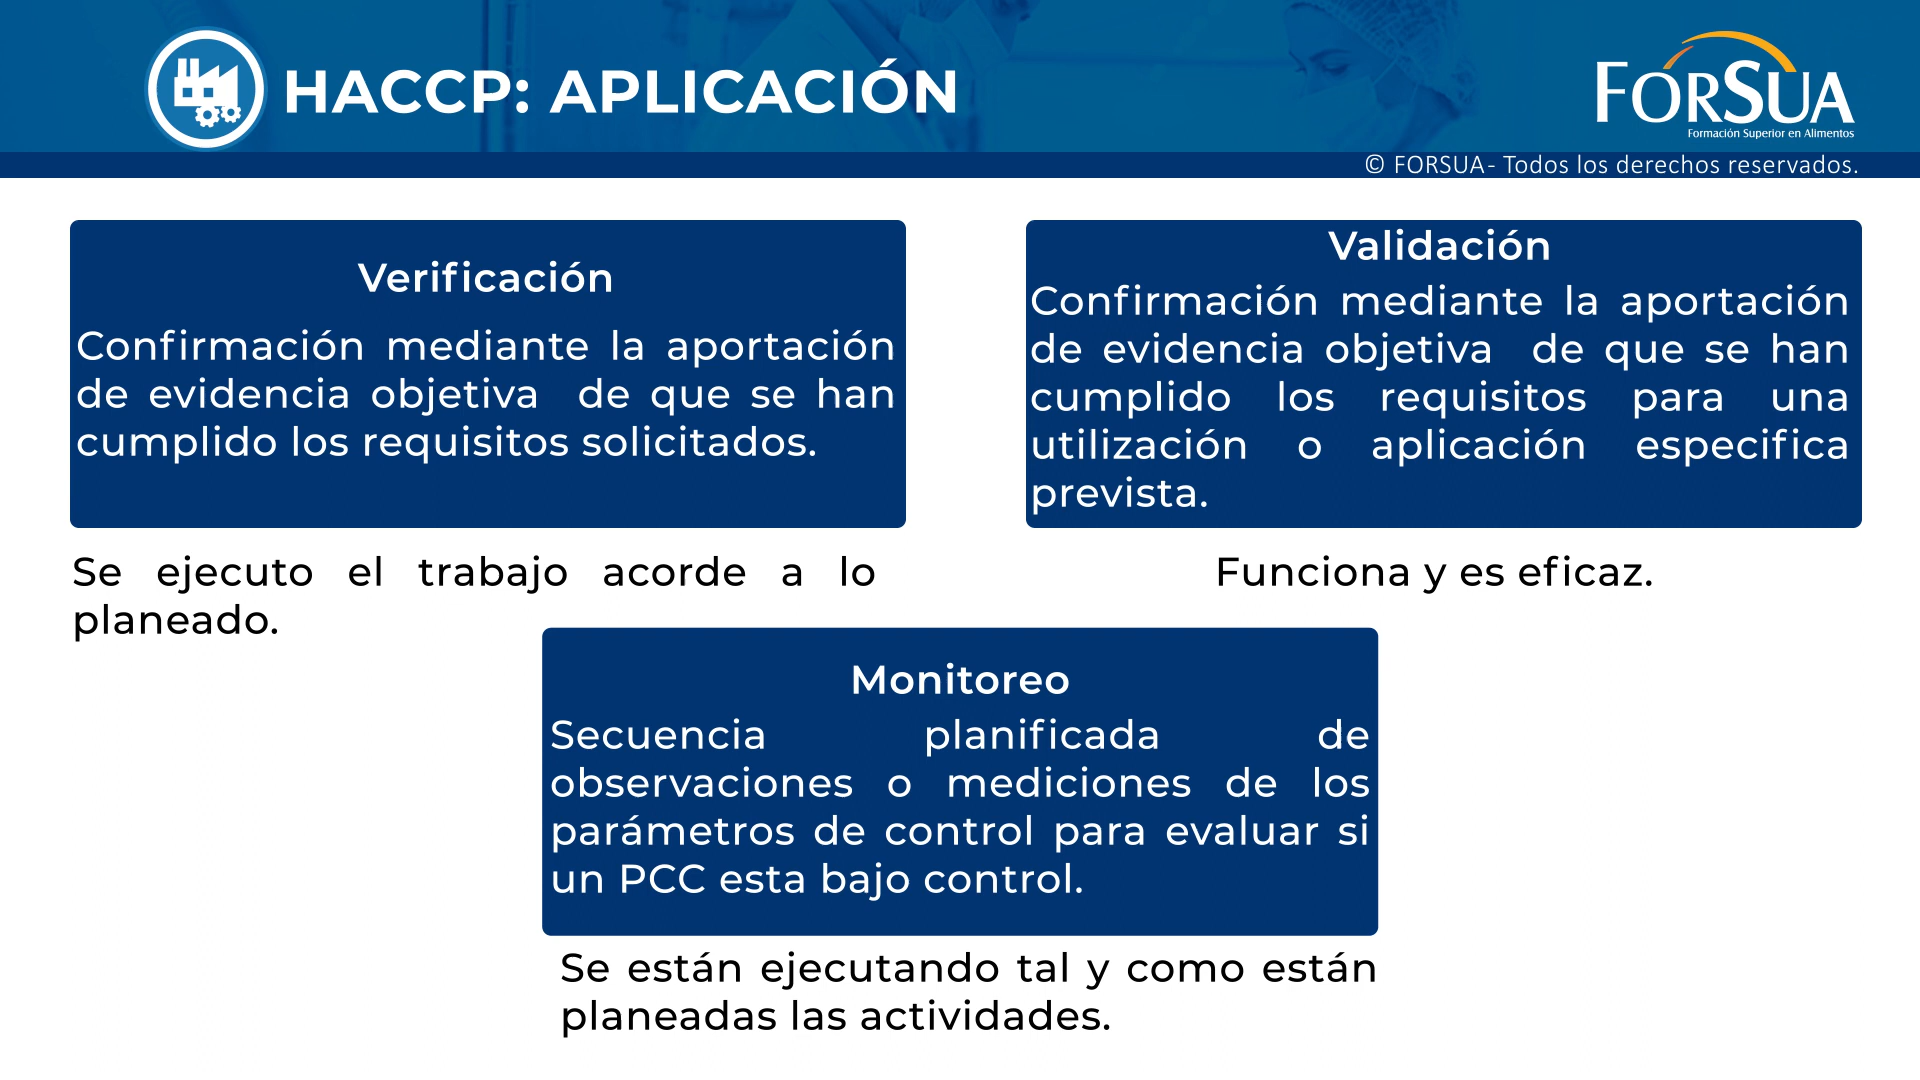 HACCP: APLICACIÓN
FORSUA
Formación Superior en Alimentos
© FORSUA- Todos los derechos reservados.
Verificación
Confirmación mediante la aportación
de evidencia objetiva de que se han
cumplido los requisitos solicitados.
Se ejecuto el trabajo acorde a lo
planeado.
Validación
Confirmación mediante la aportación
de evidencia objetiva de que se han
cumplido los requisitos para una
utilización o aplicación especifica
prevista.
Funciona y es eficaz.
Monitoreo
Secuencia planificada de
observaciones o mediciones de los
parámetros de control para evaluar si
un PCC esta bajo control.
Se están ejecutando tal y como están
planeadas las actividades.